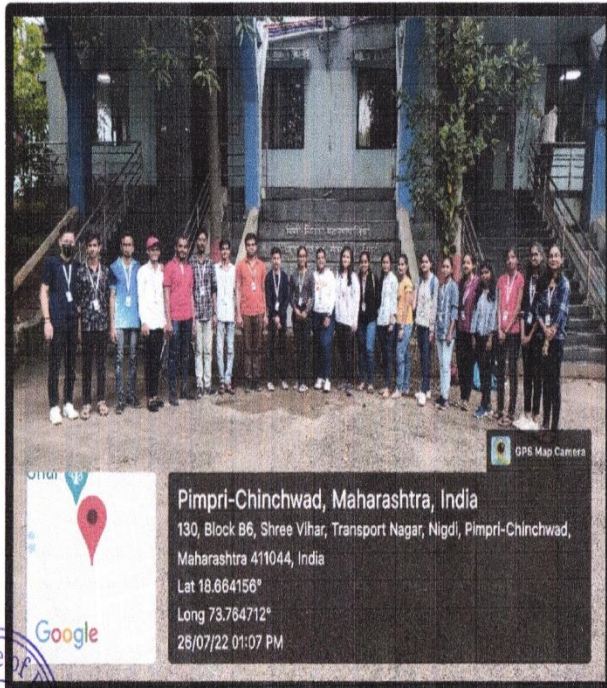 GPS Map Camera
Pimpri-Chinchwad, Maharashtra, India
130, Block B6, Shree Vihar, Transport Nagar, Nigdi, Pimpri-Chinchwad,
Maharashtra 411044, India
Lat 18.664156°
Long 73.764712°
26/07/22 01:07 PM
Google
of